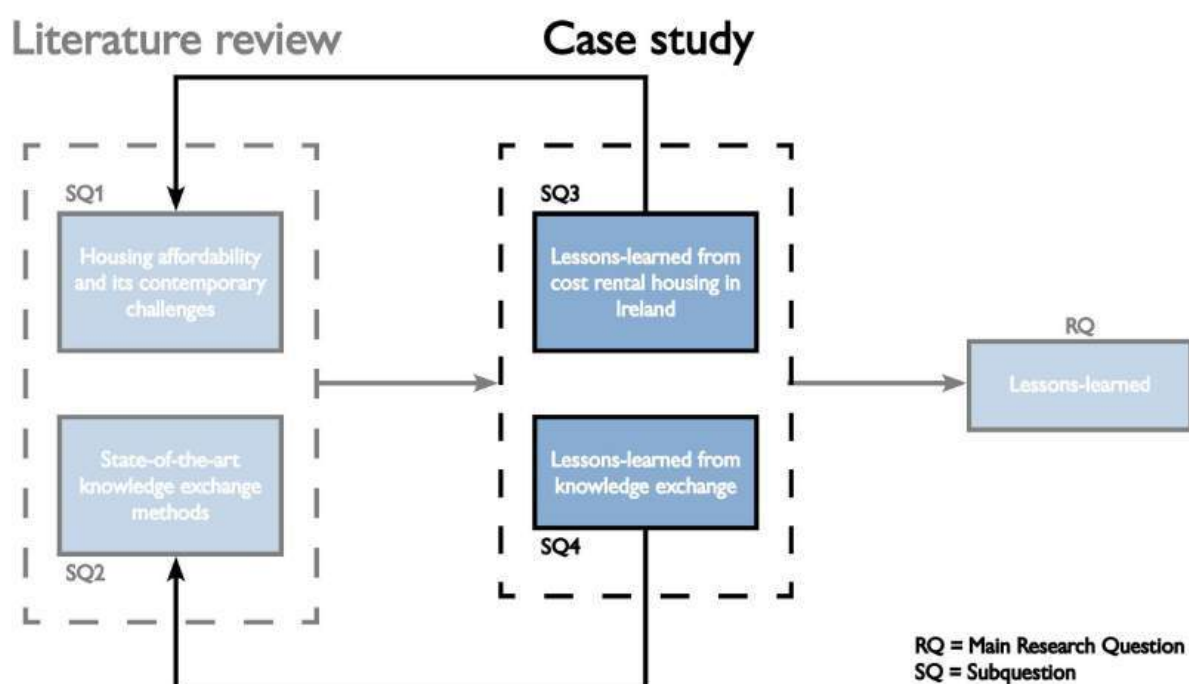 Literature review
Case study
SQ1
Housing affordability
and its contemporary
challenges
State-of-the-art
knowledge exchange
methods
SQ2
SQ3
Lessons-learned from
cost rental housing in
Ireland
Lessons-learned from
knowledge exchange
SQ4
RQ
Lessons-learned
RQ = Main Research Question
SQ = Subquestion